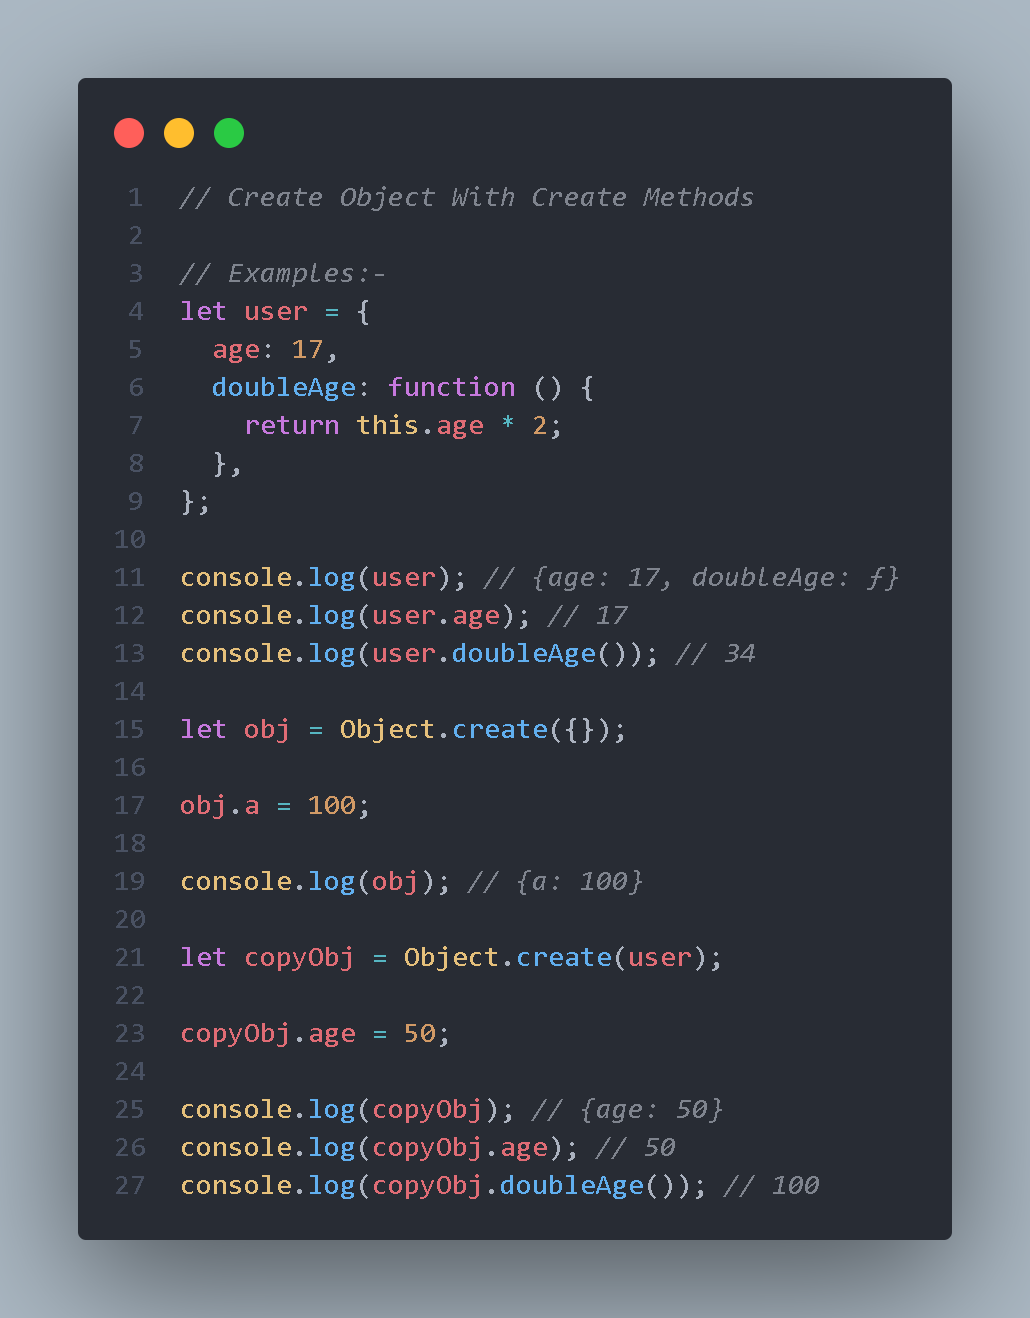 1 // Create Object With Create Methods
2
3 // Examples:-
4 let user = {
5   age: 17,
6   doubleAge: function () {
7     return this.age * 2;
8   },
9 };
10
11 console.log(user); // {age: 17, doubleAge: ƒ}
12 console.log(user.age); // 17
13 console.log(user.doubleAge()); // 34
14
15 let obj = Object.create({});
16
17 obj.a = 100;
18
19 console.log(obj); // {a: 100}
20
21 let copyObj = Object.create(user);
22
23 copyObj.age = 50;
24
25 console.log(copyObj); // {age: 50}
26 console.log(copyObj.age); // 50
27 console.log(copyObj.doubleAge()); // 100